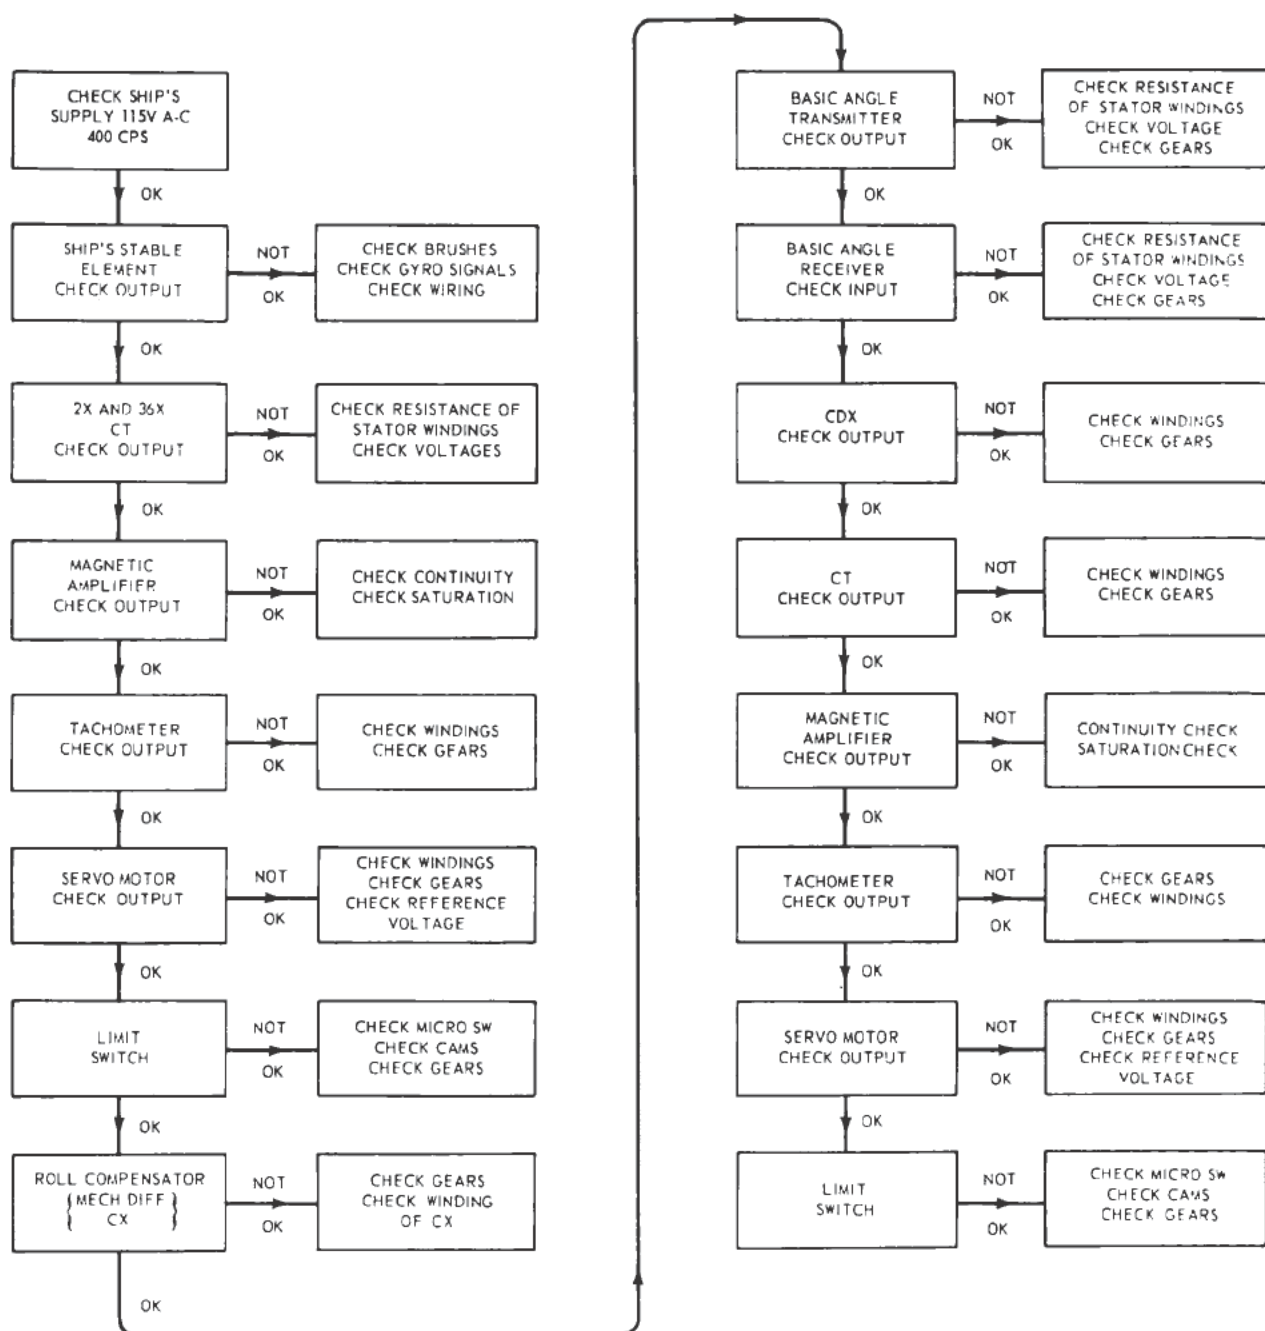 CHECK SHIP'S
SUPPLY 115V A-C
400 CPS
OK
SHIP'S STABLE
ELEMENT
CHECK OUTPUT
NOT
OK
CHECK BRUSHES
CHECK GYRO SIGNALS
CHECK WIRING
OK
2X AND 36X
CT
CHECK OUTPUT
NOT
OK
CHECK RESISTANCE OF
STATOR WINDINGS
CHECK VOLTAGES
OK
MAGNETIC
AMPLIFIER
CHECK OUTPUT
NOT
OK
CHECK CONTINUITY
CHECK SATURATION
OK
TACHOMETER
CHECK OUTPUT
NOT
OK
CHECK WINDINGS
CHECK GEARS
OK
SERVO MOTOR
CHECK OUTPUT
NOT
OK
CHECK WINDINGS
CHECK GEARS
CHECK REFERENCE
VOLTAGE
OK
LIMIT
SWITCH
NOT
OK
CHECK MICRO SW
CHECK CAMS
CHECK GEARS
OK
ROLL COMPENSATOR
{ MECH DIFF }
CX
NOT
OK
CHECK GEARS
CHECK WINDING
OF CX
OK
BASIC ANGLE
TRANSMITTER
CHECK OUTPUT
NOT
OK
CHECK RESISTANCE
OF STATOR WINDINGS
CHECK VOLTAGE
CHECK GEARS
OK
BASIC ANGLE
RECEIVER
CHECK INPUT
NOT
OK
CHECK RESISTANCE
OF STATOR WINDINGS
CHECK VOLTAGE
CHECK GEARS
OK
CDX
CHECK OUTPUT
NOT
OK
CHECK WINDINGS
CHECK GEARS
OK
CT
CHECK OUTPUT
NOT
OK
CHECK WINDINGS
CHECK GEARS
OK
MAGNETIC
AMPLIFIER
CHECK OUTPUT
NOT
OK
CONTINUITY CHECK
SATURATION CHECK
OK
TACHOMETER
CHECK OUTPUT
NOT
OK
CHECK GEARS
CHECK WINDINGS
OK
SERVO MOTOR
CHECK OUTPUT
NOT
OK
CHECK WINDINGS
CHECK GEARS
CHECK REFERENCE
VOLTAGE
OK
LIMIT
SWITCH
NOT
OK
CHECK MICRO SW
CHECK CAMS
CHECK GEARS